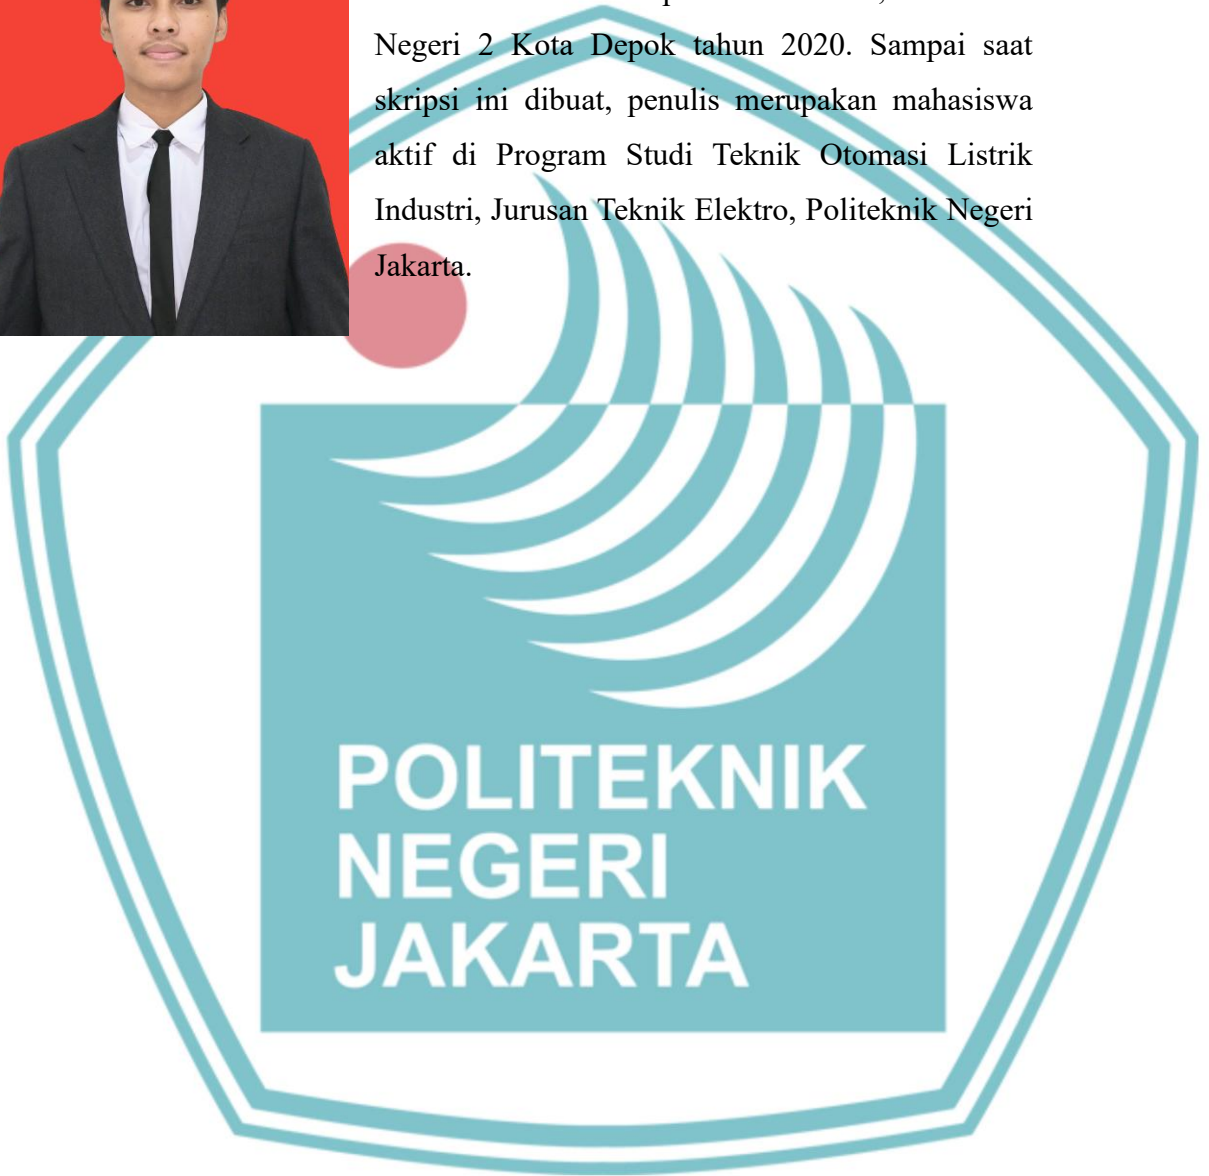 Negeri 2 Kota Depok tahun 2020. Sampai saat
skripsi ini dibuat, penulis merupakan mahasiswa
aktif di Program Studi Teknik Otomasi Listrik
Industri, Jurusan Teknik Elektro, Politeknik Negeri
Jakarta.
POLITEKNIK
NEGERI
JAKARTA